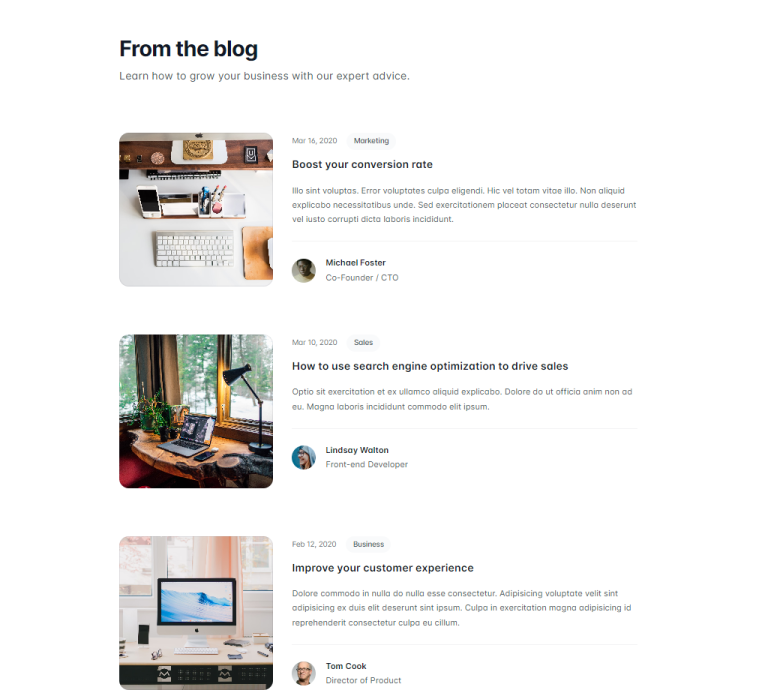 From the blog
Learn how to grow your business with our expert advice.
Mar 16, 2020 Marketing
Boost your conversion rate
Illo sint voluptas. Error voluptates culpa eligendi. Hic vel totam vitae illo. Non aliquid
explicabo necessitatibus unde. Sed exercitationem placeat consectetur nulla deserunt
vel iusto corrupti dicta laboris incididunt.
Michael Foster
Co-Founder / CTO
Mar 10, 2020 Sales
How to use search engine optimization to drive sales
Optio sit exercitation et ex ullamco aliquid explicabo. Dolore do ut officia anim non ad
eu. Magna laboris incididunt commodo elit ipsum.
Lindsay Walton
Front-end Developer
Feb 12, 2020 Business
Improve your customer experience
Dolore commodo in nulla do nulla esse consectetur. Adipisicing voluptate velit sint
adipisicing ex duis elit deserunt sint ipsum. Culpa in exercitation magna adipisicing id
reprehenderit consectetur culpa eu cillum.
Tom Cook
Director of Product